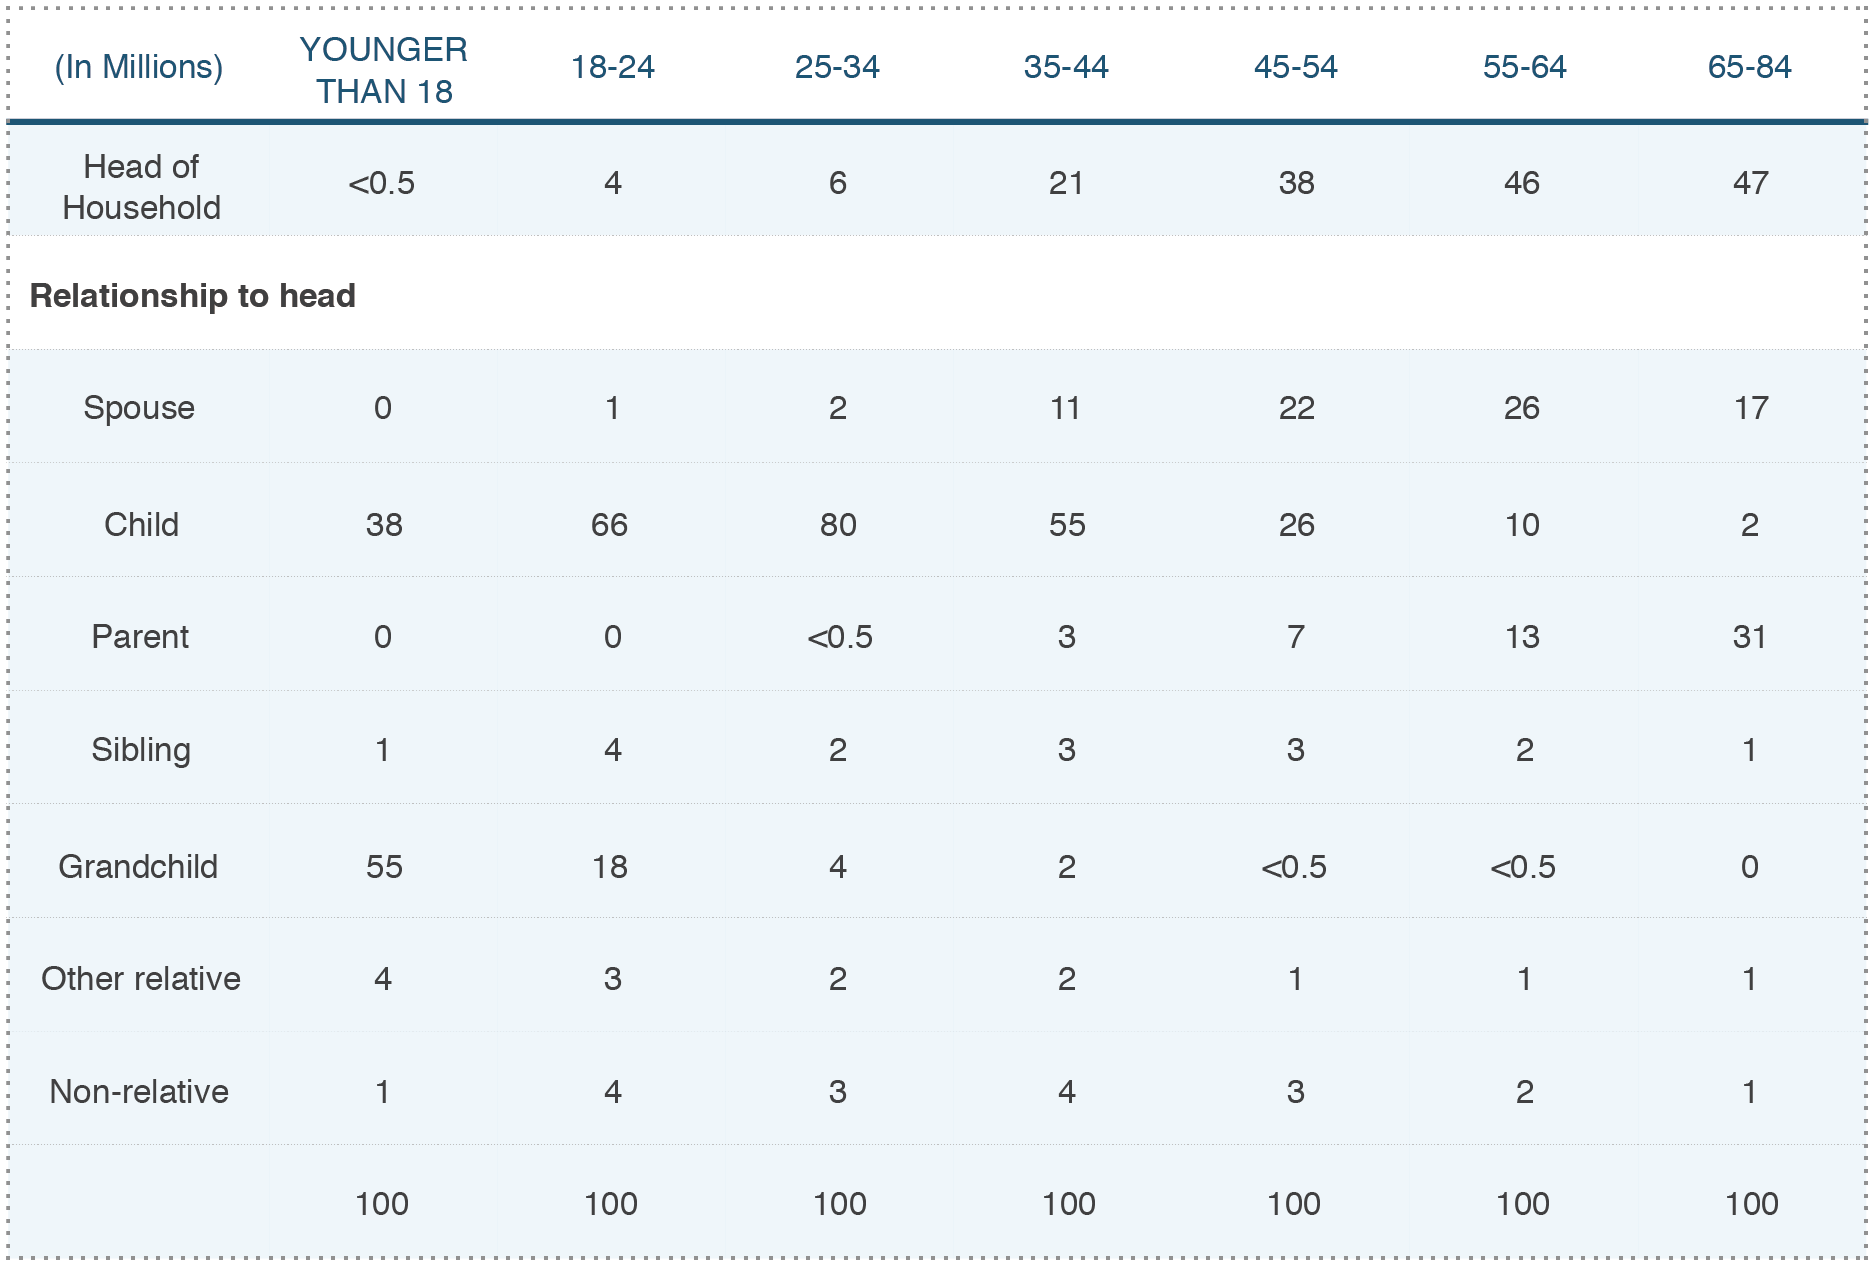 (In Millions) YOUNGER THAN 18 18-24 25-34 35-44 45-54 55-64 65-84
Head of Household <0.5 4 6 21 38 46 47
Relationship to head
Spouse 0 1 2 11 22 26 17
Child 38 66 80 55 26 10 2
Parent 0 0 <0.5 3 7 13 31
Sibling 1 4 2 3 3 2 1
Grandchild 55 18 4 2 <0.5 <0.5 0
Other relative 4 3 2 2 1 1 1
Non-relative 1 4 3 4 3 2 1
100 100 100 100 100 100 100